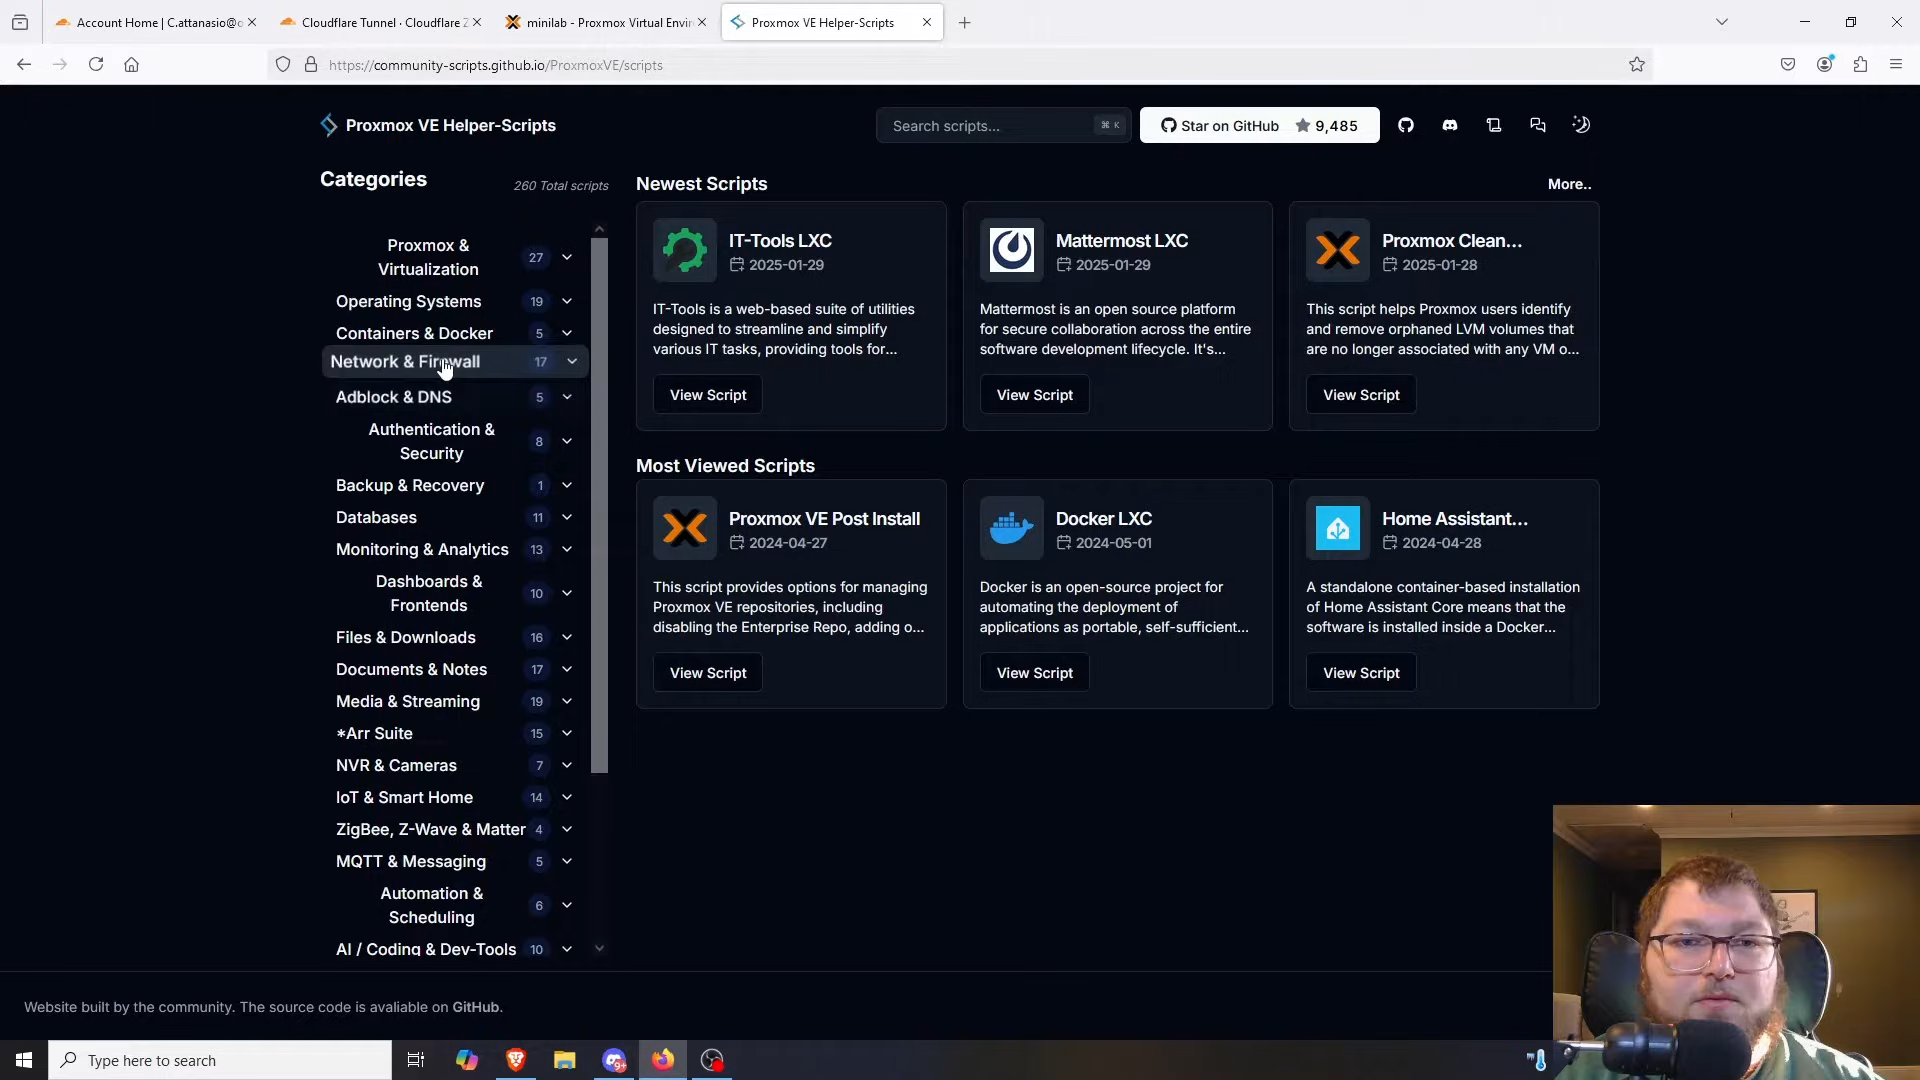 Account Home | C.attanasio@o
Cloudflare Tunnel · Cloudflare Z
minilab - Proxmox Virtual Envir
Proxmox VE Helper-Scripts
https://community-scripts.github.io/ProxmoxVE/scripts
Proxmox VE Helper-Scripts
Search scripts...
⌘ K
Star on GitHub
9,485
Categories
260 Total scripts
Proxmox &
Virtualization
27
Operating Systems
19
Containers & Docker
5
Network & Firewall
17
Adblock & DNS
5
Authentication &
Security
8
Backup & Recovery
1
Databases
11
Monitoring & Analytics
13
Dashboards &
Frontends
10
Files & Downloads
16
Documents & Notes
17
Media & Streaming
19
*Arr Suite
15
NVR & Cameras
7
IoT & Smart Home
14
ZigBee, Z-Wave & Matter
4
MQTT & Messaging
5
Automation &
Scheduling
6
AI / Coding & Dev-Tools
10
Newest Scripts
More..
IT-Tools LXC
2025-01-29
IT-Tools is a web-based suite of utilities
designed to streamline and simplify
various IT tasks, providing tools for...
View Script
Mattermost LXC
2025-01-29
Mattermost is an open source platform
for secure collaboration across the entire
software development lifecycle. It's...
View Script
Proxmox Clean...
2025-01-28
This script helps Proxmox users identify
and remove orphaned LVM volumes that
are no longer associated with any VM o...
View Script
Most Viewed Scripts
Proxmox VE Post Install
2024-04-27
This script provides options for managing
Proxmox VE repositories, including
disabling the Enterprise Repo, adding o...
View Script
Docker LXC
2024-05-01
Docker is an open-source project for
automating the deployment of
applications as portable, self-sufficient...
View Script
Home Assistant...
2024-04-28
A standalone container-based installation
of Home Assistant Core means that the
software is installed inside a Docker...
View Script
Website built by the community. The source code is avaliable on GitHub.
Type here to search
9+